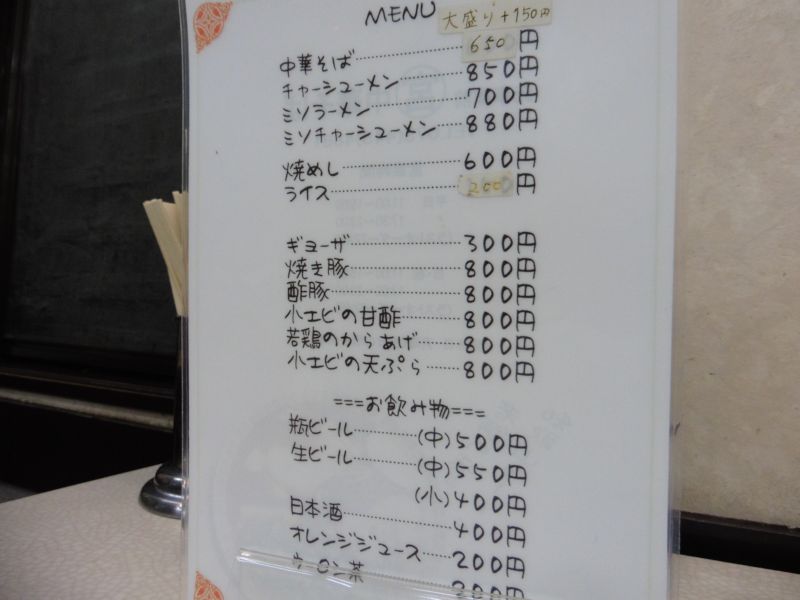 MENU
大盛り+150円
中華そば 650円
チャーシューメン 850円
ミソラーメン 700円
ミソチャーシューメン 880円
焼めし 600円
ライス 200円
ギョーザ 300円
焼き豚 800円
酢豚 800円
小エビの甘酢 800円
若鶏のからあげ 800円
小エビの天ぷら 800円
===お飲み物===
瓶ビール (中)500円
生ビール (中)550円
(小)400円
日本酒 400円
オレンジジュース 200円
ウーロン茶